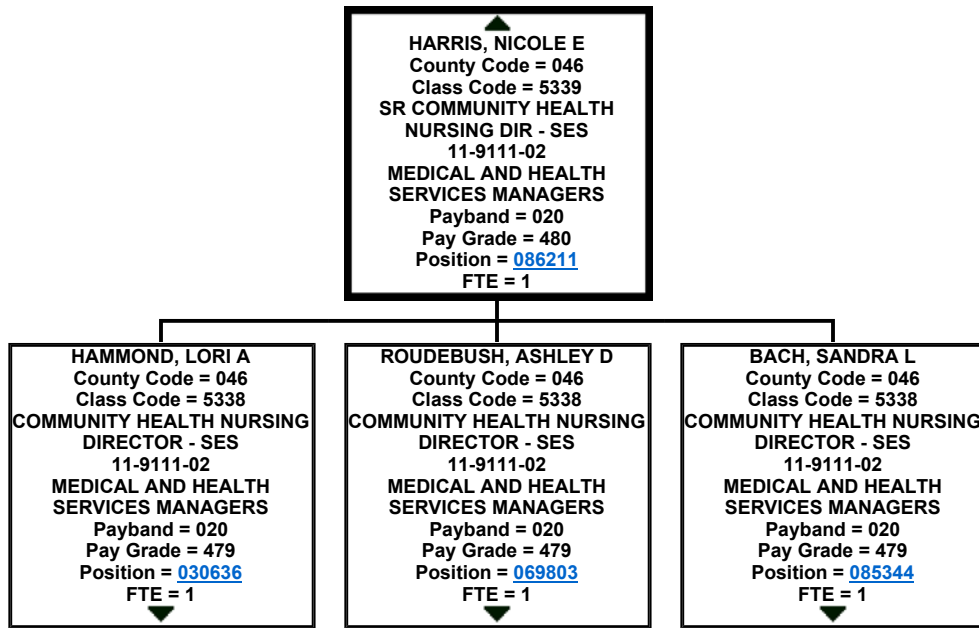 HARRIS, NICOLE E
County Code = 046
Class Code = 5339
SR COMMUNITY HEALTH
NURSING DIR - SES
11-9111-02
MEDICAL AND HEALTH
SERVICES MANAGERS
Payband = 020
Pay Grade = 480
Position = 086211
FTE = 1
HAMMOND, LORI A
County Code = 046
Class Code = 5338
COMMUNITY HEALTH NURSING
DIRECTOR - SES
11-9111-02
MEDICAL AND HEALTH
SERVICES MANAGERS
Payband = 020
Pay Grade = 479
Position = 030636
FTE = 1
ROUDEBUSH, ASHLEY D
County Code = 046
Class Code = 5338
COMMUNITY HEALTH NURSING
DIRECTOR - SES
11-9111-02
MEDICAL AND HEALTH
SERVICES MANAGERS
Payband = 020
Pay Grade = 479
Position = 069803
FTE = 1
BACH, SANDRA L
County Code = 046
Class Code = 5338
COMMUNITY HEALTH NURSING
DIRECTOR - SES
11-9111-02
MEDICAL AND HEALTH
SERVICES MANAGERS
Payband = 020
Pay Grade = 479
Position = 085344
FTE = 1